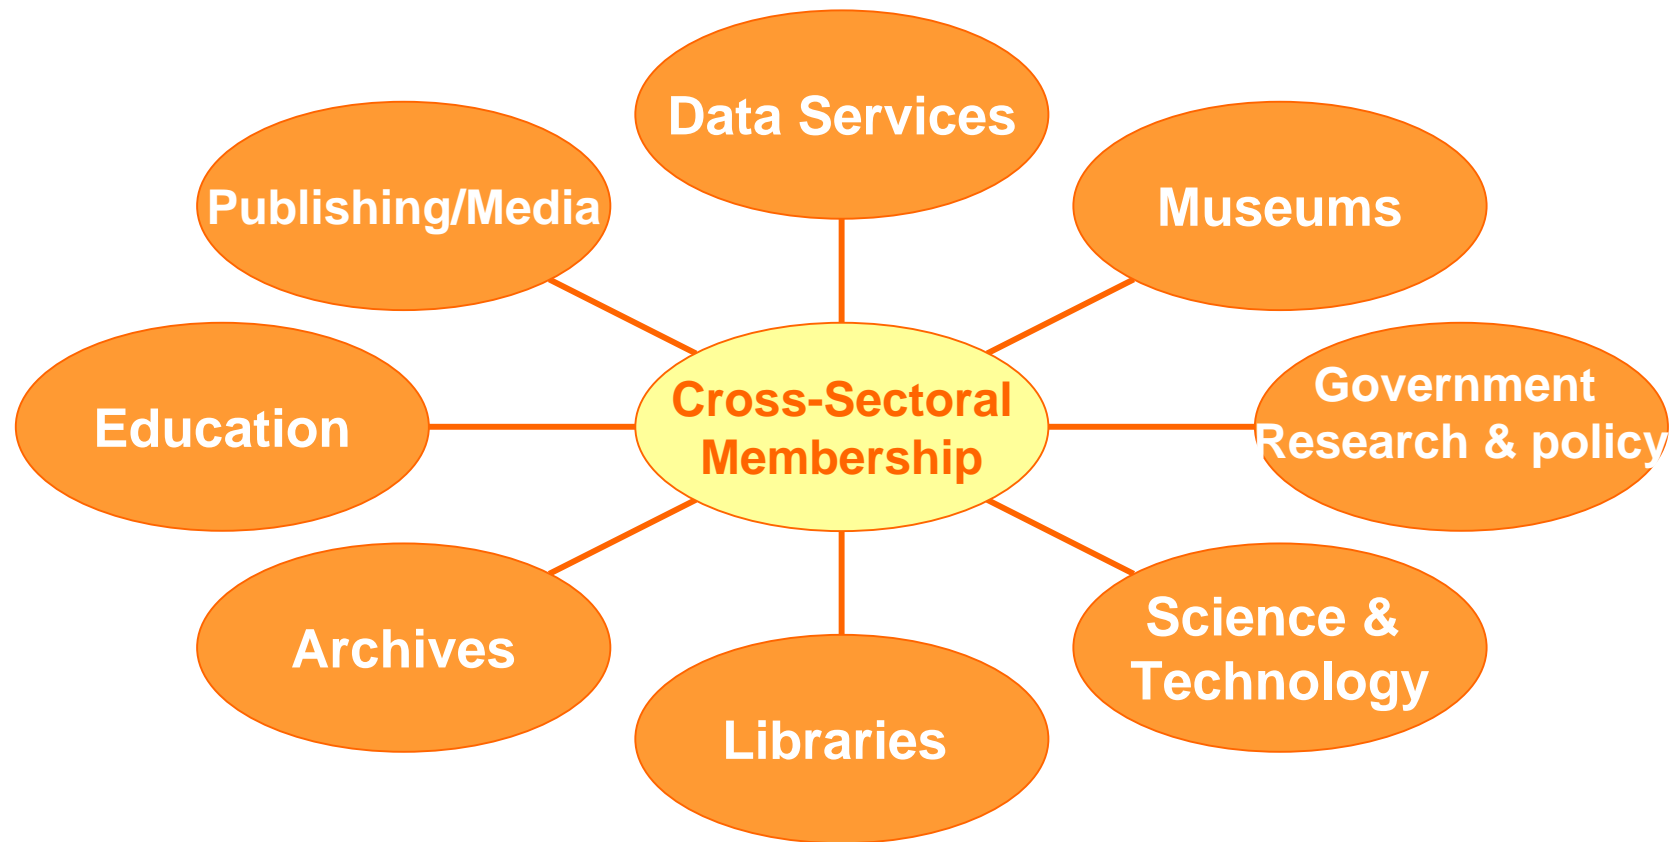 Data Services
Publishing/Media
Museums
Education
Cross-Sectoral
Membership
Government
Research & policy
Archives
Science &
Technology
Libraries